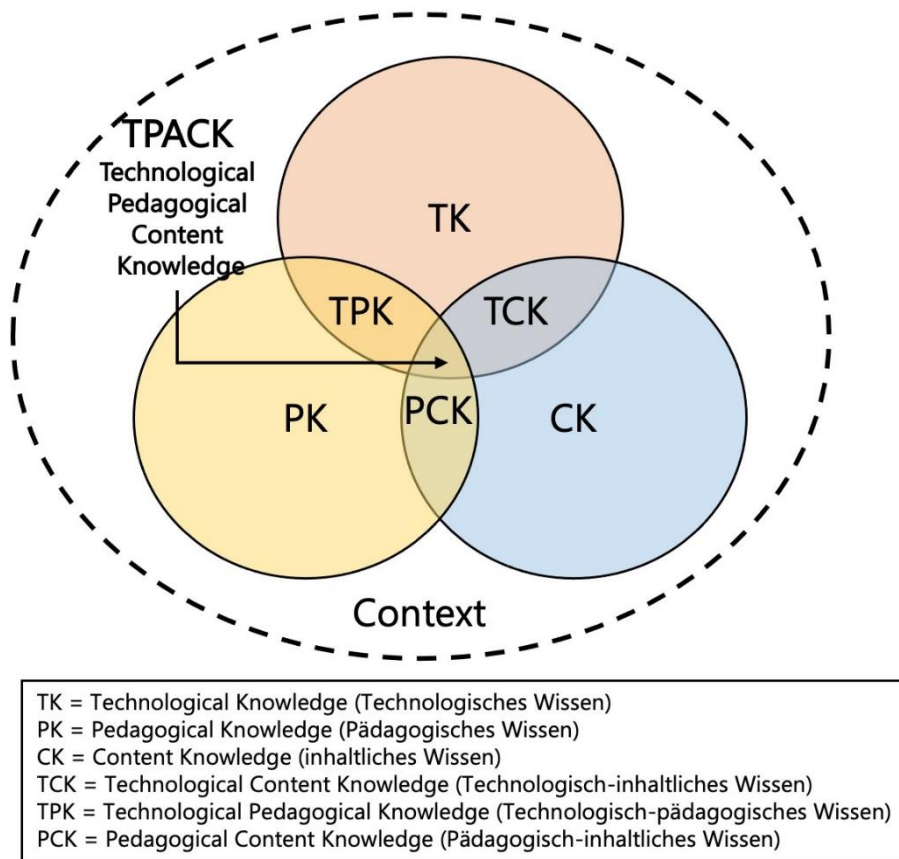 TPACK
Technological
Pedagogical
Content
Knowledge
TK
TPK
TCK
PK
PCK
CK
Context
TK = Technological Knowledge (Technologisches Wissen)
PK = Pedagogical Knowledge (Pädagogisches Wissen)
CK = Content Knowledge (inhaltliches Wissen)
TCK = Technological Content Knowledge (Technologisch-inhaltliches Wissen)
TPK = Technological Pedagogical Knowledge (Technologisch-pädagogisches Wissen)
PCK = Pedagogical Content Knowledge (Pädagogisch-inhaltliches Wissen)